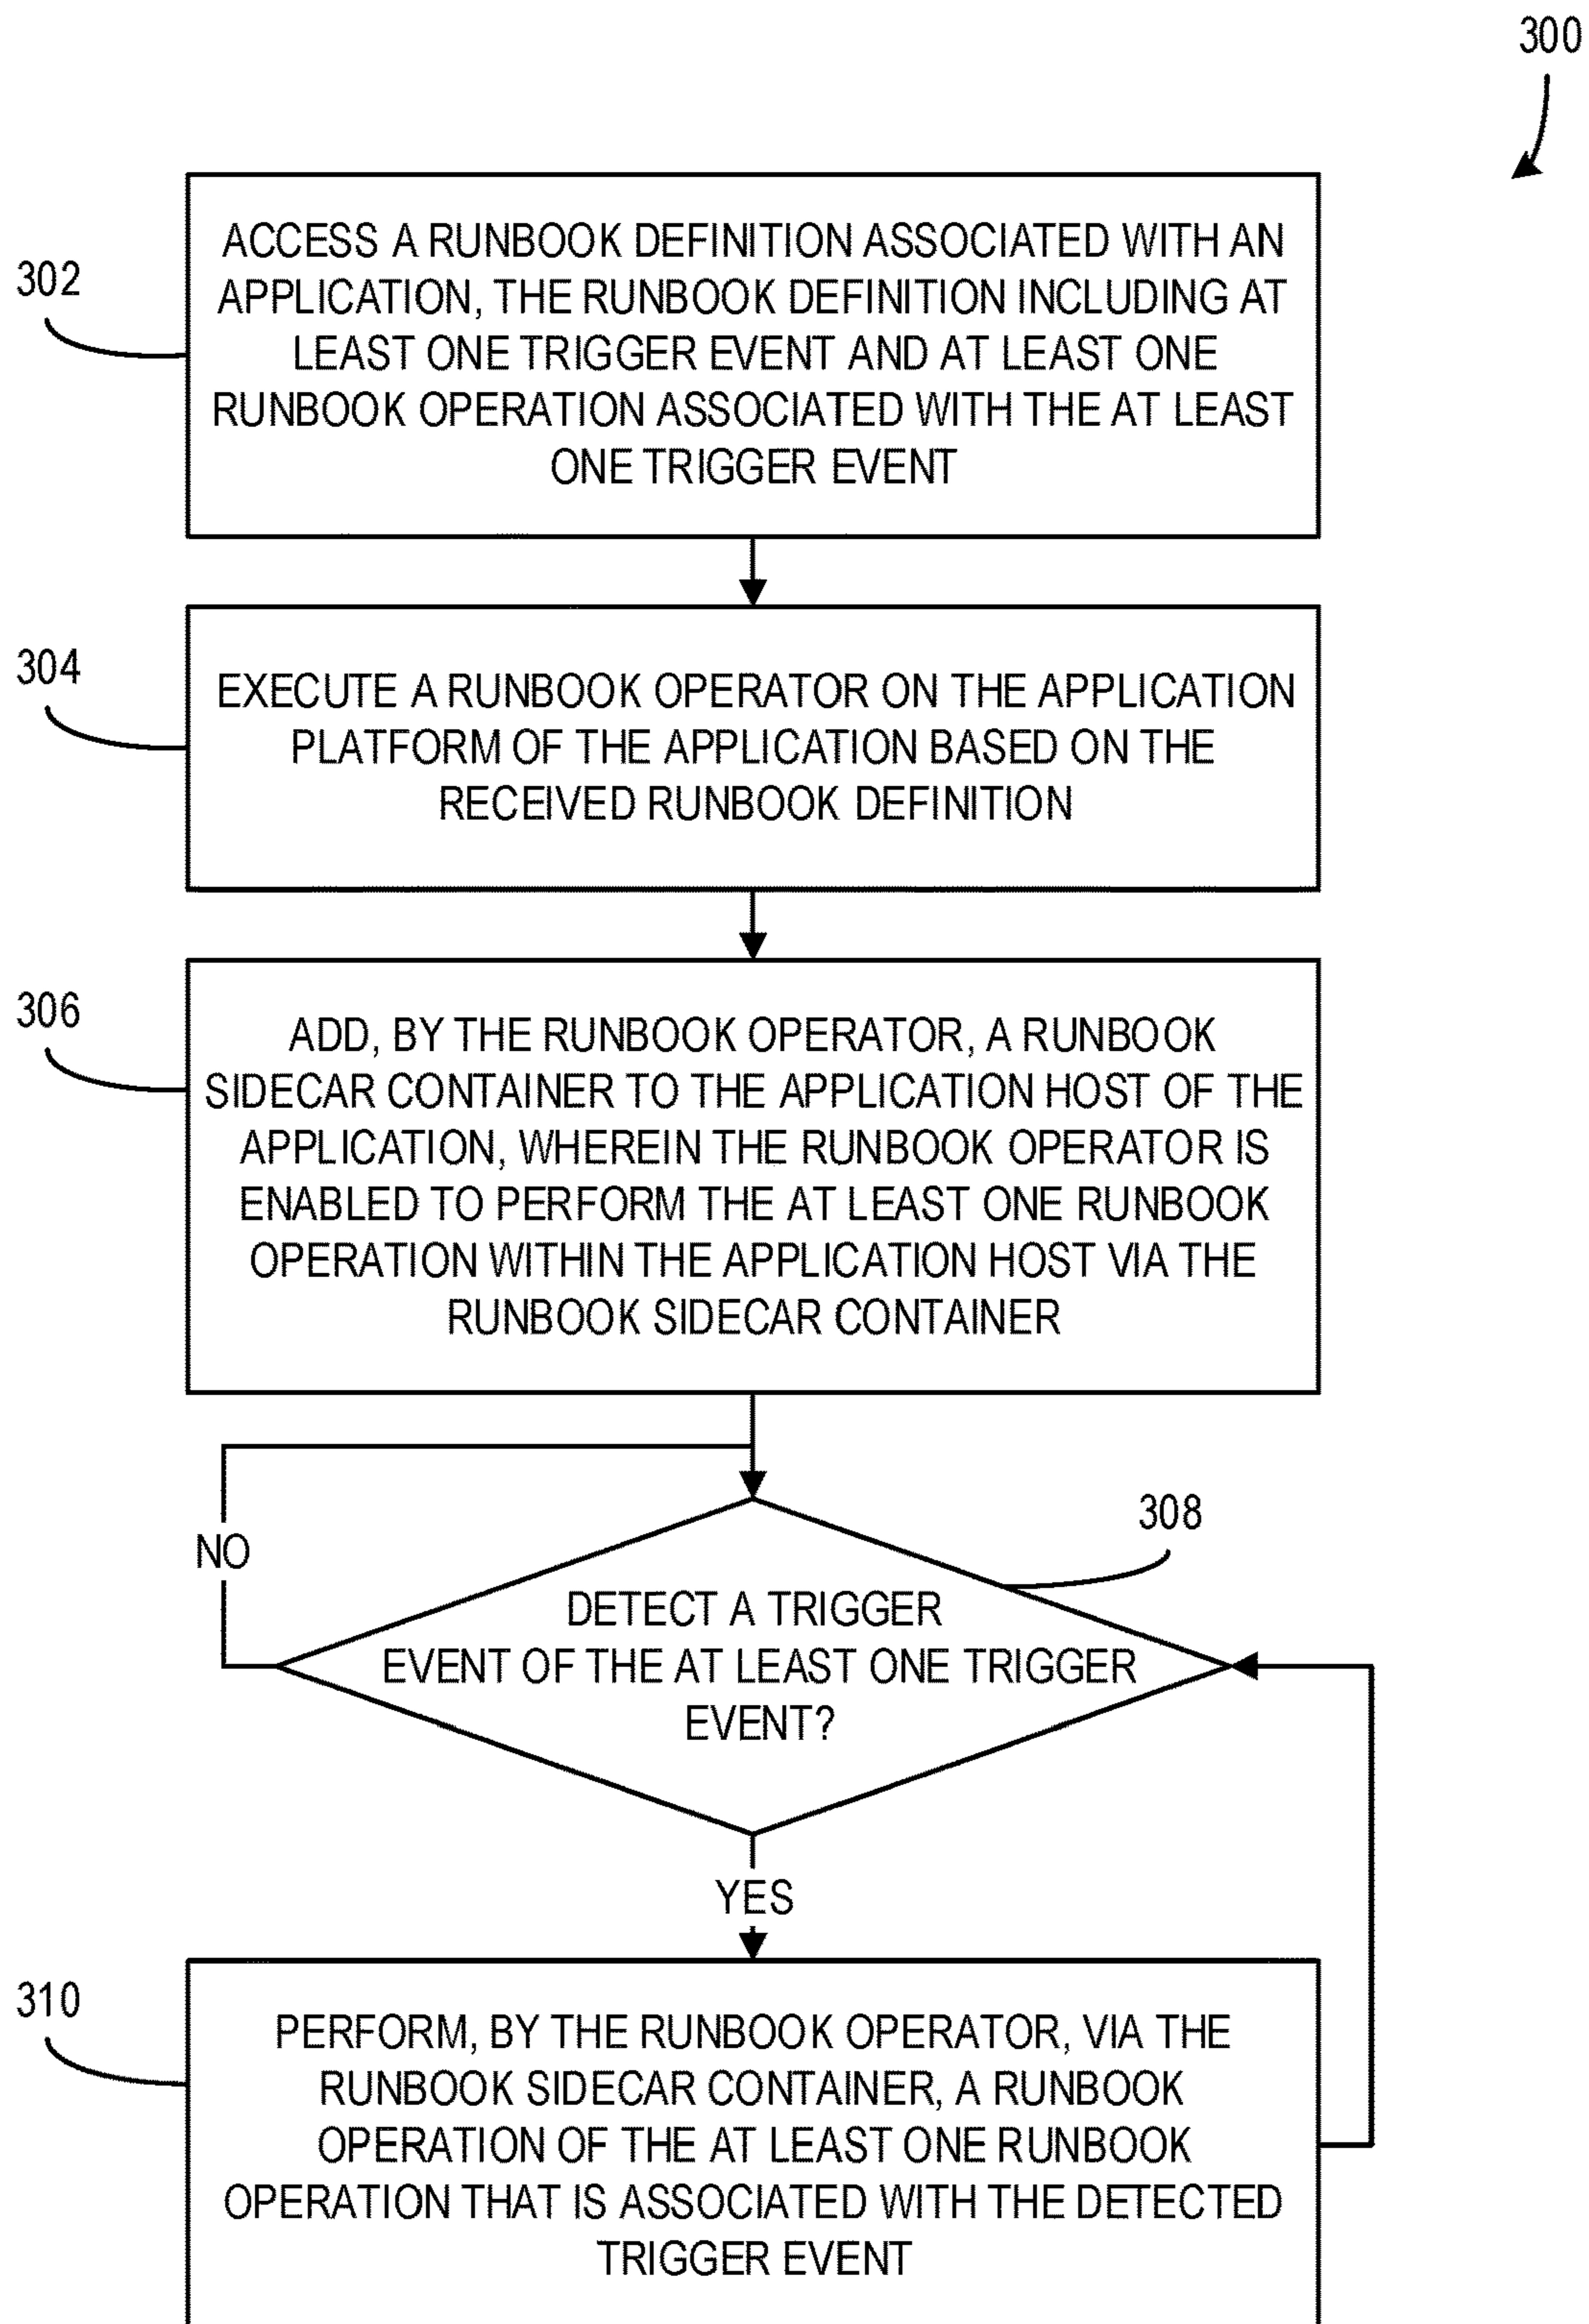 300
302
ACCESS A RUNBOOK DEFINITION ASSOCIATED WITH AN
APPLICATION, THE RUNBOOK DEFINITION INCLUDING AT
LEAST ONE TRIGGER EVENT AND AT LEAST ONE
RUNBOOK OPERATION ASSOCIATED WITH THE AT LEAST
ONE TRIGGER EVENT
304
EXECUTE A RUNBOOK OPERATOR ON THE APPLICATION
PLATFORM OF THE APPLICATION BASED ON THE
RECEIVED RUNBOOK DEFINITION
306
ADD, BY THE RUNBOOK OPERATOR, A RUNBOOK
SIDECAR CONTAINER TO THE APPLICATION HOST OF THE
APPLICATION, WHEREIN THE RUNBOOK OPERATOR IS
ENABLED TO PERFORM THE AT LEAST ONE RUNBOOK
OPERATION WITHIN THE APPLICATION HOST VIA THE
RUNBOOK SIDECAR CONTAINER
308
NO
DETECT A TRIGGER
EVENT OF THE AT LEAST ONE TRIGGER
EVENT?
YES
310
PERFORM, BY THE RUNBOOK OPERATOR, VIA THE
RUNBOOK SIDECAR CONTAINER, A RUNBOOK
OPERATION OF THE AT LEAST ONE RUNBOOK
OPERATION THAT IS ASSOCIATED WITH THE DETECTED
TRIGGER EVENT